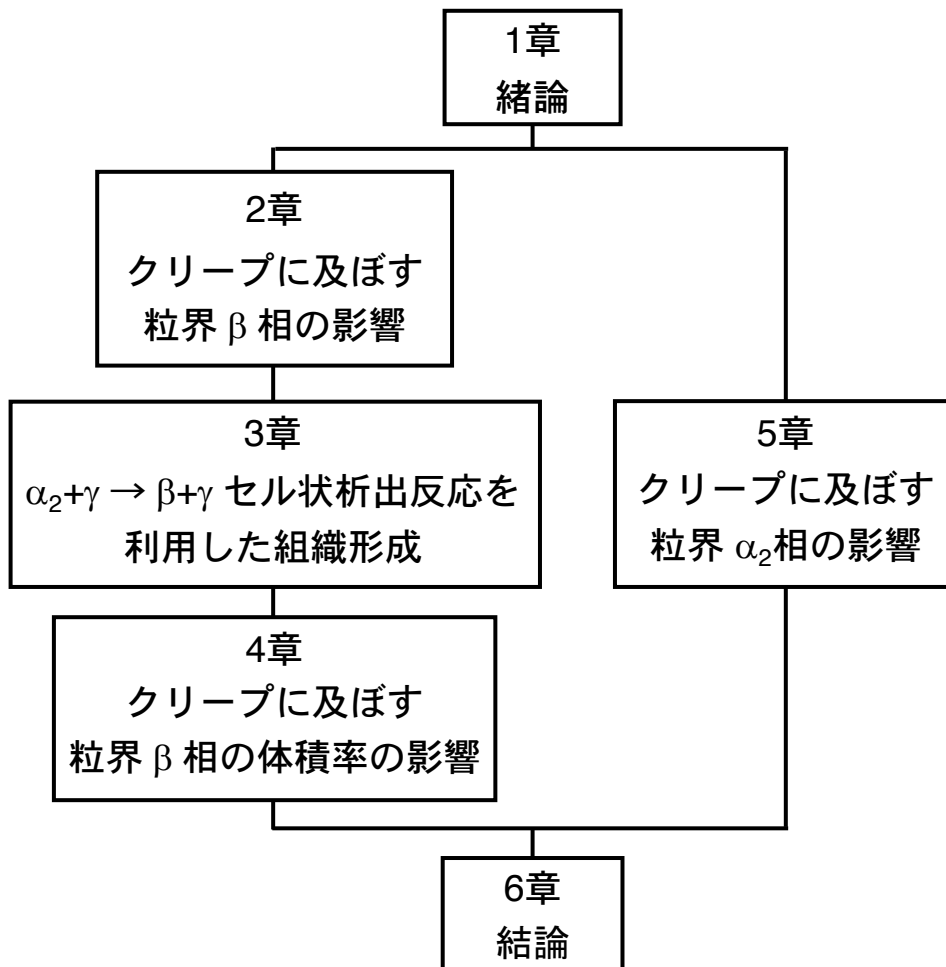 1章
緒論
2章
クリープに及ぼす
粒界 β 相の影響
3章
α₂+γ → β+γ セル状析出反応を
利用した組織形成
4章
クリープに及ぼす
粒界 β 相の体積率の影響
5章
クリープに及ぼす
粒界 α₂相の影響
6章
結論